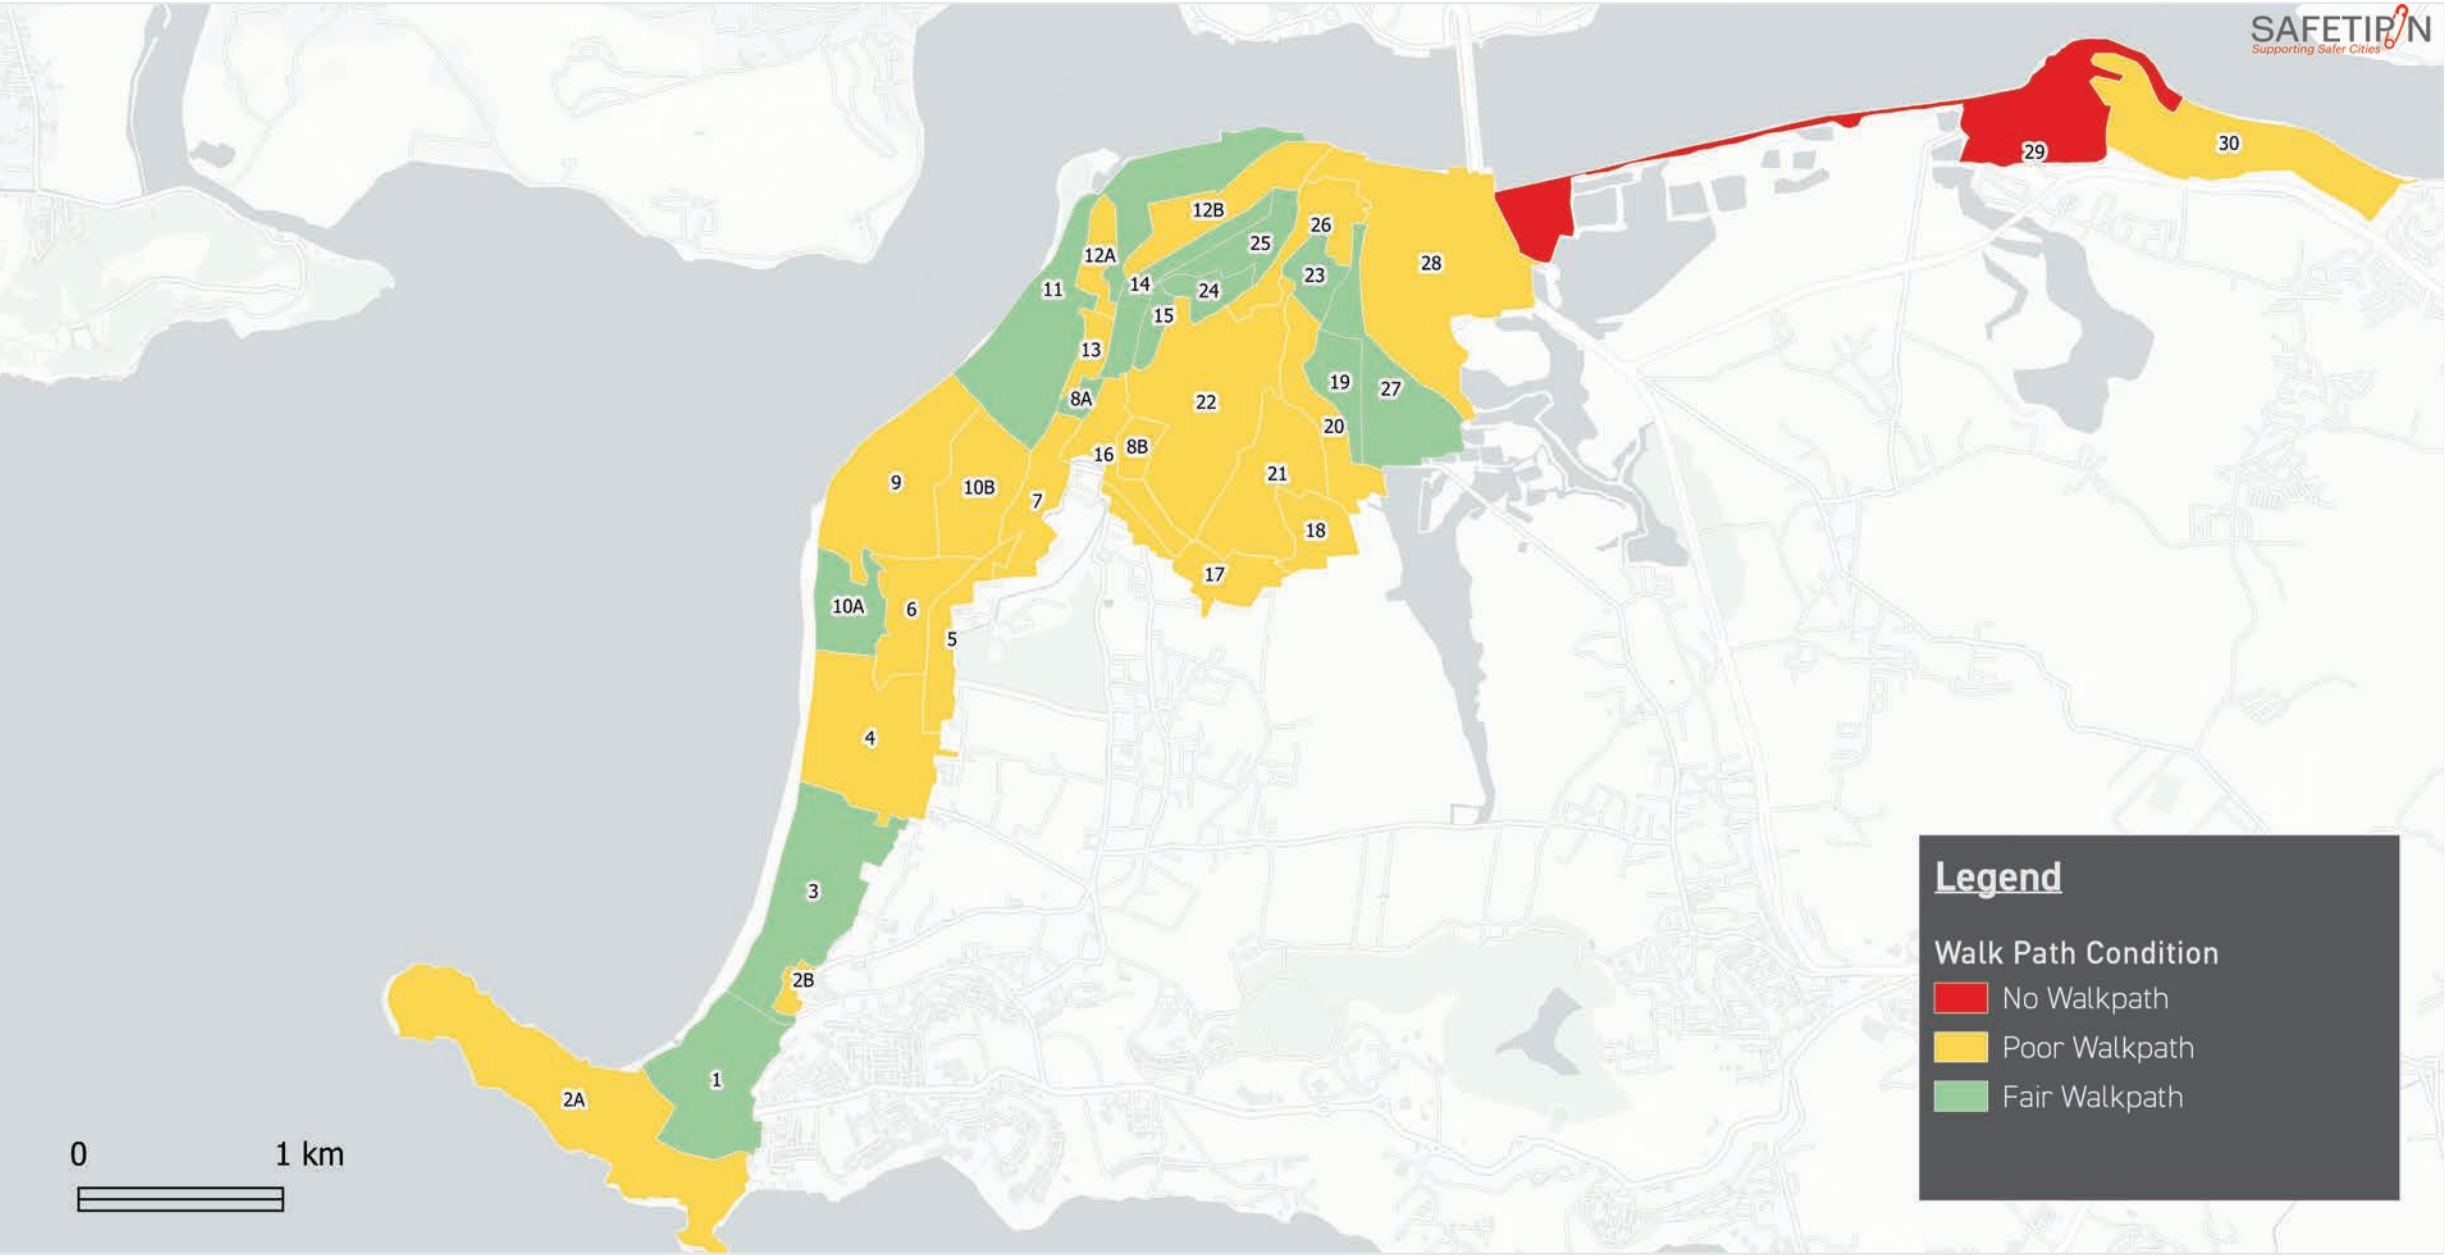 SAFETIPIN
Supporting Safer Cities
30
29
12B
26
25
12A
28
23
14
11
24
15
13
19
27
8A
22
20
8B
16
21
9
10B
7
18
17
10A
6
5
4
3
2B
1
2A
0 1 km
Legend
Walk Path Condition
No Walkpath
Poor Walkpath
Fair Walkpath